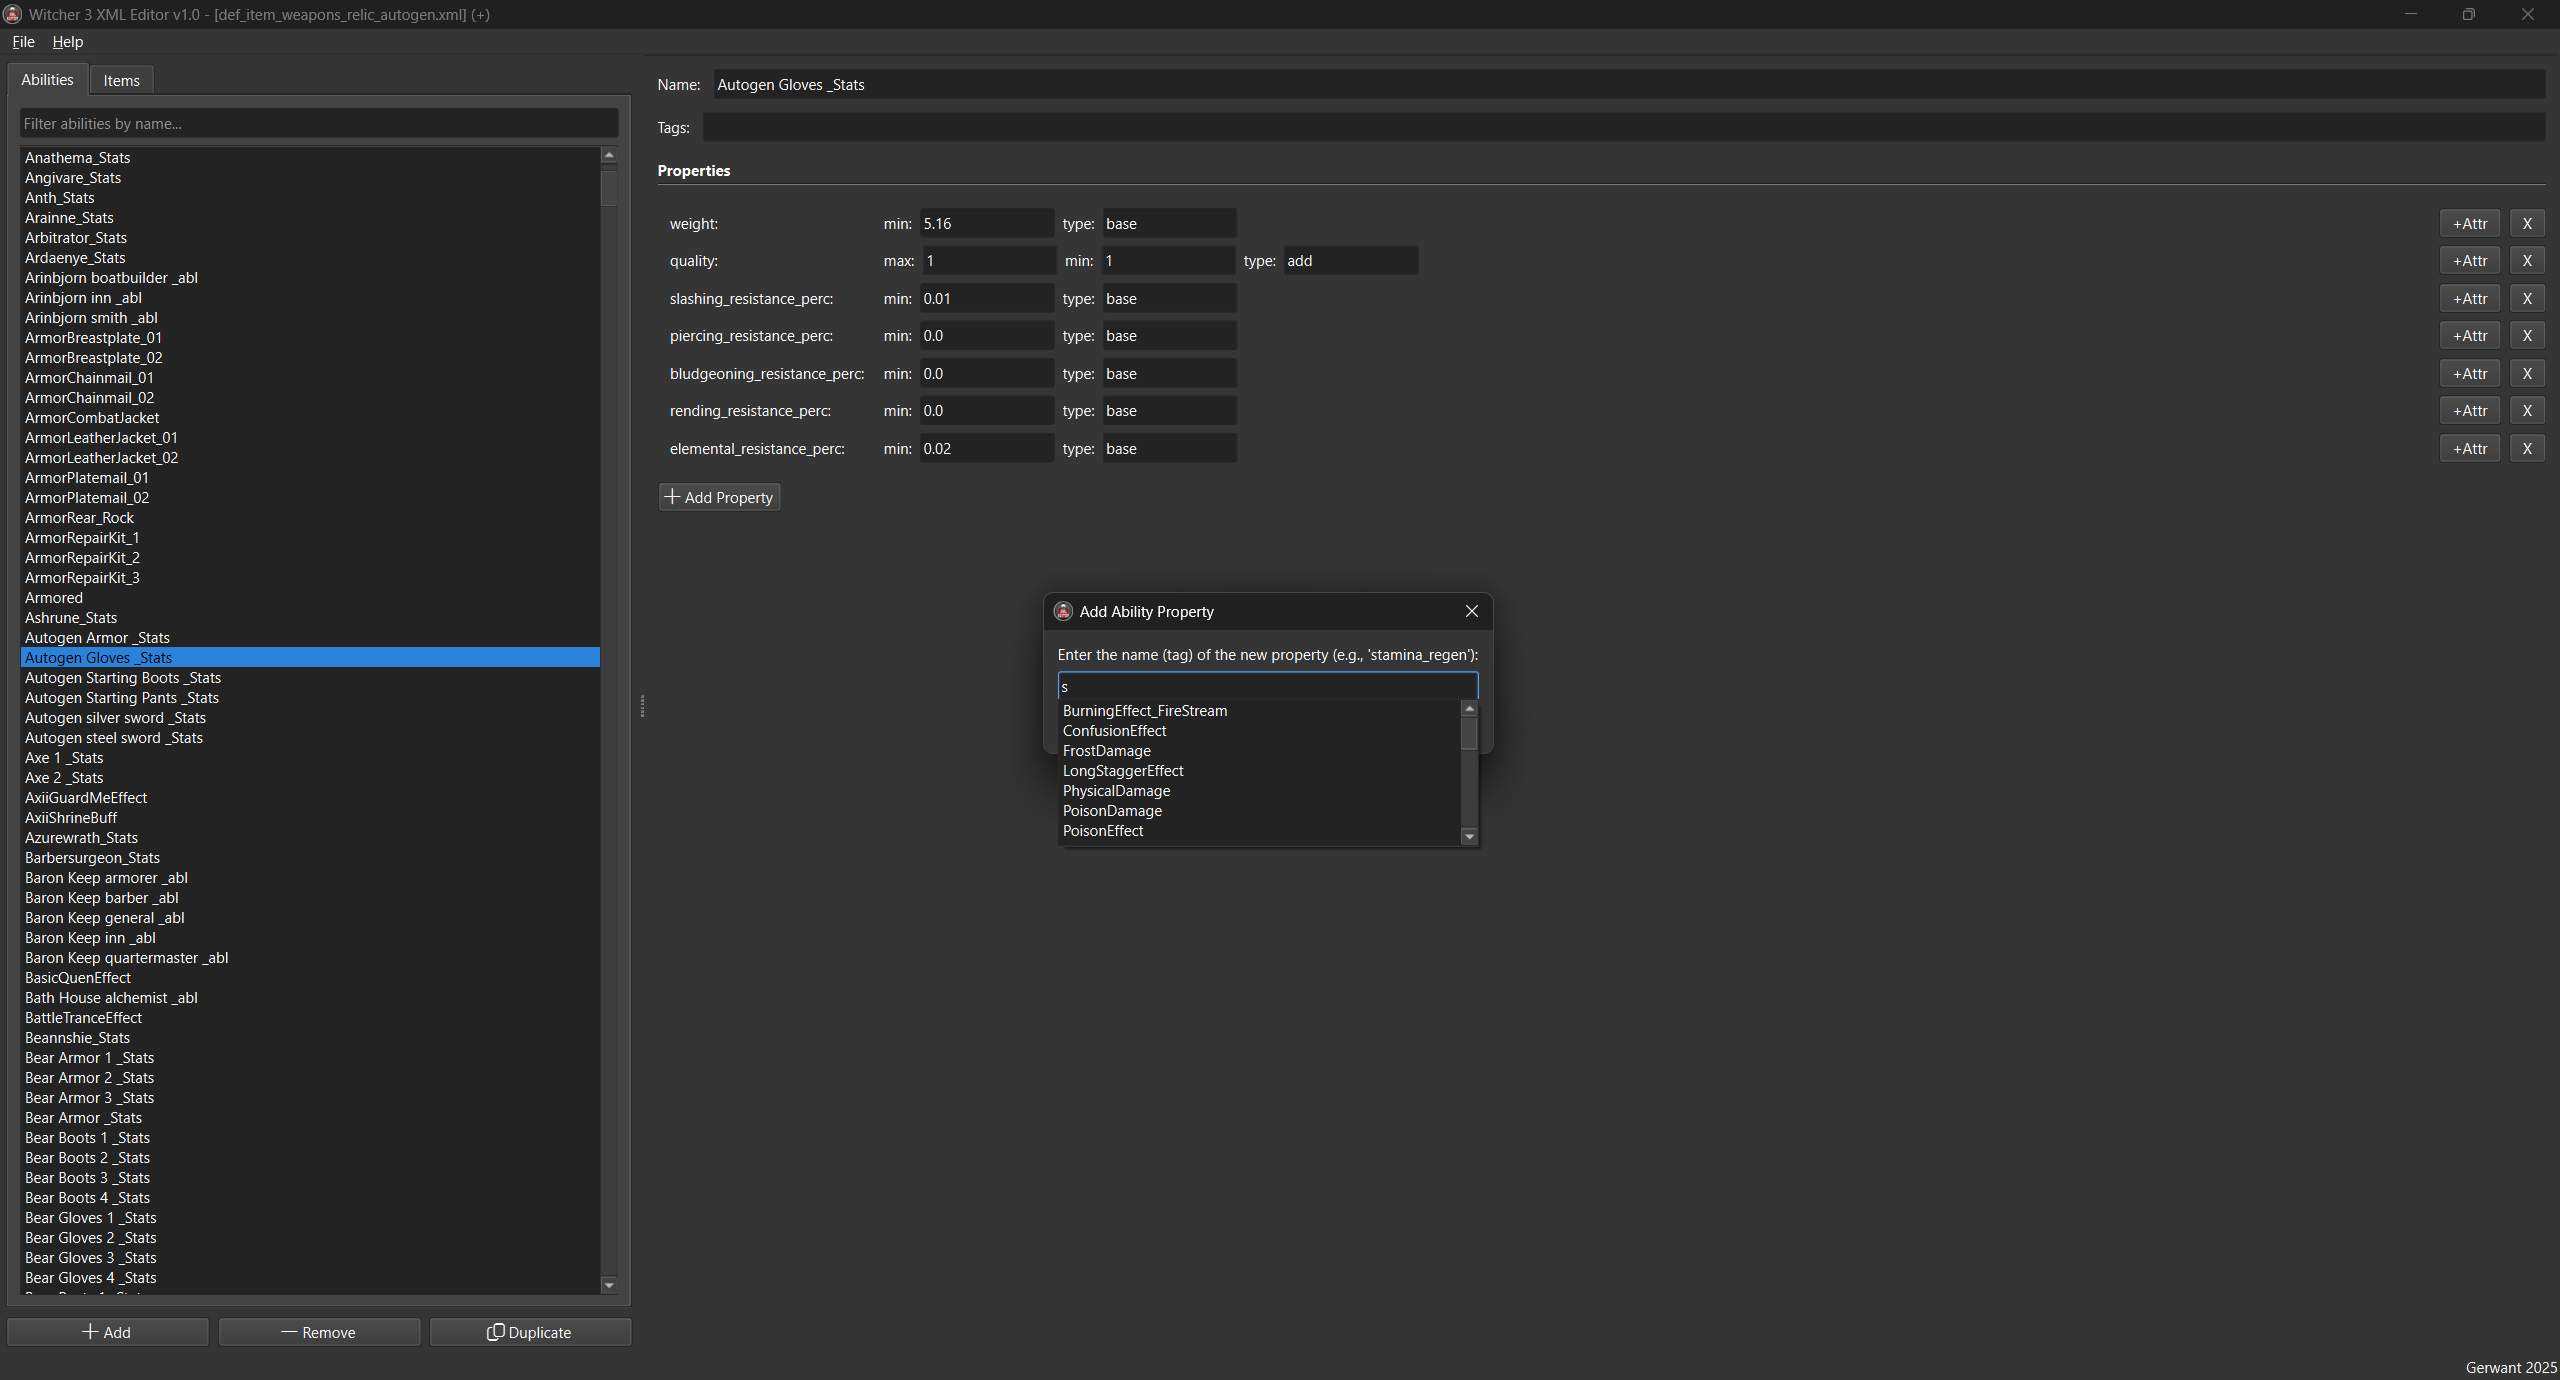 Witcher 3 XML Editor v1.0 - [def_item_weapons_relic_autogen.xml] (+)
File Help
Abilities Items
Filter abilities by name...
Anathema_Stats
Angivare_Stats
Anth_Stats
Arainne_Stats
Arbitrator_Stats
Ardaenye_Stats
Arinbjorn boatbuilder _abl
Arinbjorn inn _abl
Arinbjorn smith _abl
ArmorBreastplate_01
ArmorBreastplate_02
ArmorChainmail_01
ArmorChainmail_02
ArmorCombatJacket
ArmorLeatherJacket_01
ArmorLeatherJacket_02
ArmorPlatemail_01
ArmorPlatemail_02
ArmorRear_Rock
ArmorRepairKit_1
ArmorRepairKit_2
ArmorRepairKit_3
Armored
Ashrune_Stats
Autogen Armor _Stats
Autogen Gloves _Stats
Autogen Starting Boots _Stats
Autogen Starting Pants _Stats
Autogen silver sword _Stats
Autogen steel sword _Stats
Axe 1 _Stats
Axe 2 _Stats
AxiiGuardMeEffect
AxiiShrineBuff
Azurewrath_Stats
Barbersurgeon_Stats
Baron Keep armorer _abl
Baron Keep barber _abl
Baron Keep general _abl
Baron Keep inn _abl
Baron Keep quartermaster _abl
BasicQuenEffect
Bath House alchemist _abl
BattleTranceEffect
Beannshie_Stats
Bear Armor 1 _Stats
Bear Armor 2 _Stats
Bear Armor 3 _Stats
Bear Armor _Stats
Bear Boots 1 _Stats
Bear Boots 2 _Stats
Bear Boots 3 _Stats
Bear Boots 4 _Stats
Bear Gloves 1 _Stats
Bear Gloves 2 _Stats
Bear Gloves 3 _Stats
Bear Gloves 4 _Stats
Add Remove Duplicate
Name: Autogen Gloves _Stats
Tags:
Properties
weight: min: 5.16 type: base +Attr X
quality: max: 1 min: 1 type: add +Attr X
slashing_resistance_perc: min: 0.01 type: base +Attr X
piercing_resistance_perc: min: 0.0 type: base +Attr X
bludgeoning_resistance_perc: min: 0.0 type: base +Attr X
rending_resistance_perc: min: 0.0 type: base +Attr X
elemental_resistance_perc: min: 0.02 type: base +Attr X
Add Property
Add Ability Property
Enter the name (tag) of the new property (e.g., 'stamina_regen'):
s
BurningEffect_FireStream
ConfusionEffect
FrostDamage
LongStaggerEffect
PhysicalDamage
PoisonDamage
PoisonEffect
Gerwant 2025